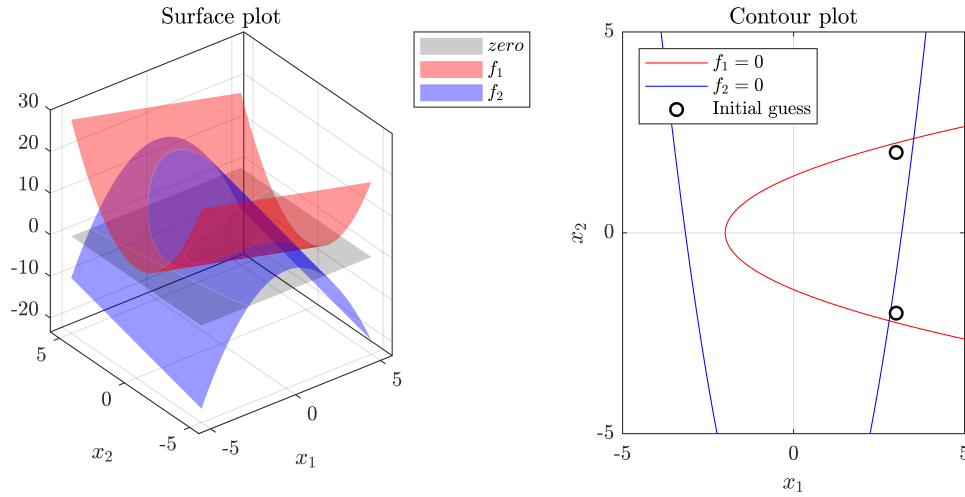 Surface plot
zero
f₁
f₂
30
20
10
0
-10
-20
5
0
-5
x₂
-5
0
5
x₁
Contour plot
f₁ = 0
f₂ = 0
Initial guess
5
0
-5
x₂
-5
0
5
x₁